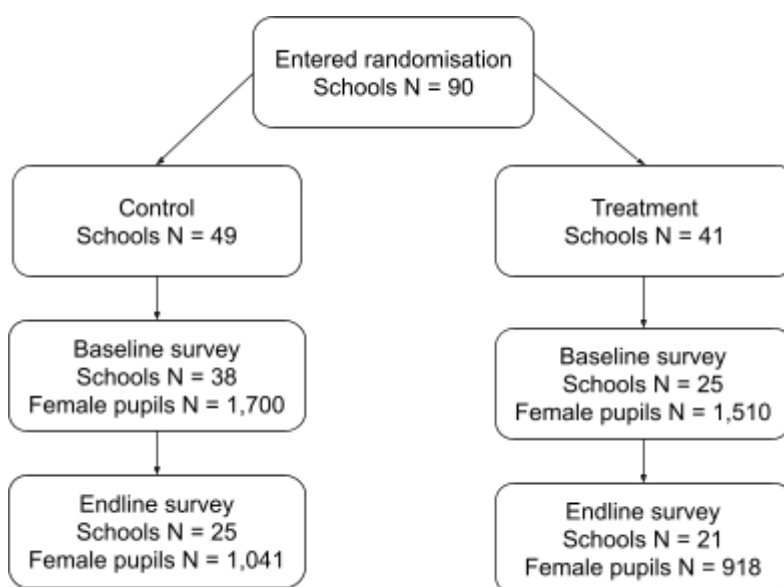 Entered randomisation
Schools N = 90
Control
Schools N = 49
Treatment
Schools N = 41
Baseline survey
Schools N = 38
Female pupils N = 1,700
Baseline survey
Schools N = 25
Female pupils N = 1,510
Endline survey
Schools N = 25
Female pupils N = 1,041
Endline survey
Schools N = 21
Female pupils N = 918